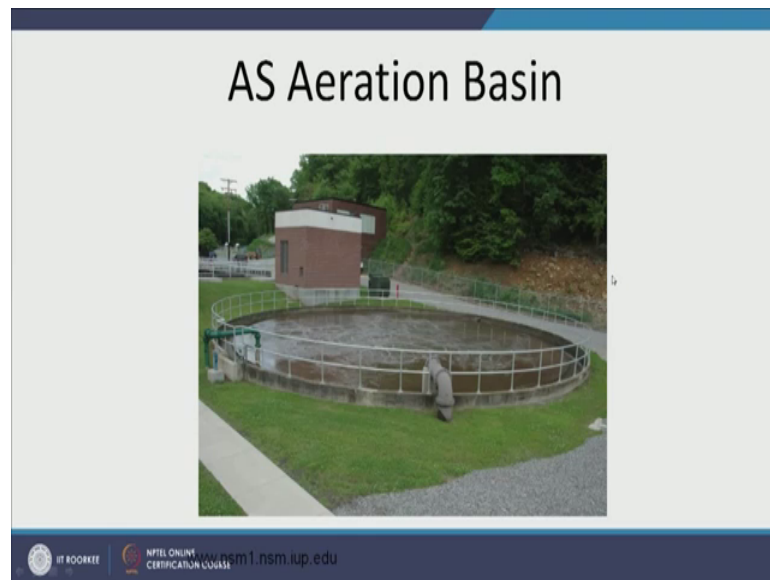 AS Aeration Basin
IIT ROORKEE
NPTEL ONLINE
CERTIFICATION COURSE
www.nsm1.nsm.iup.edu